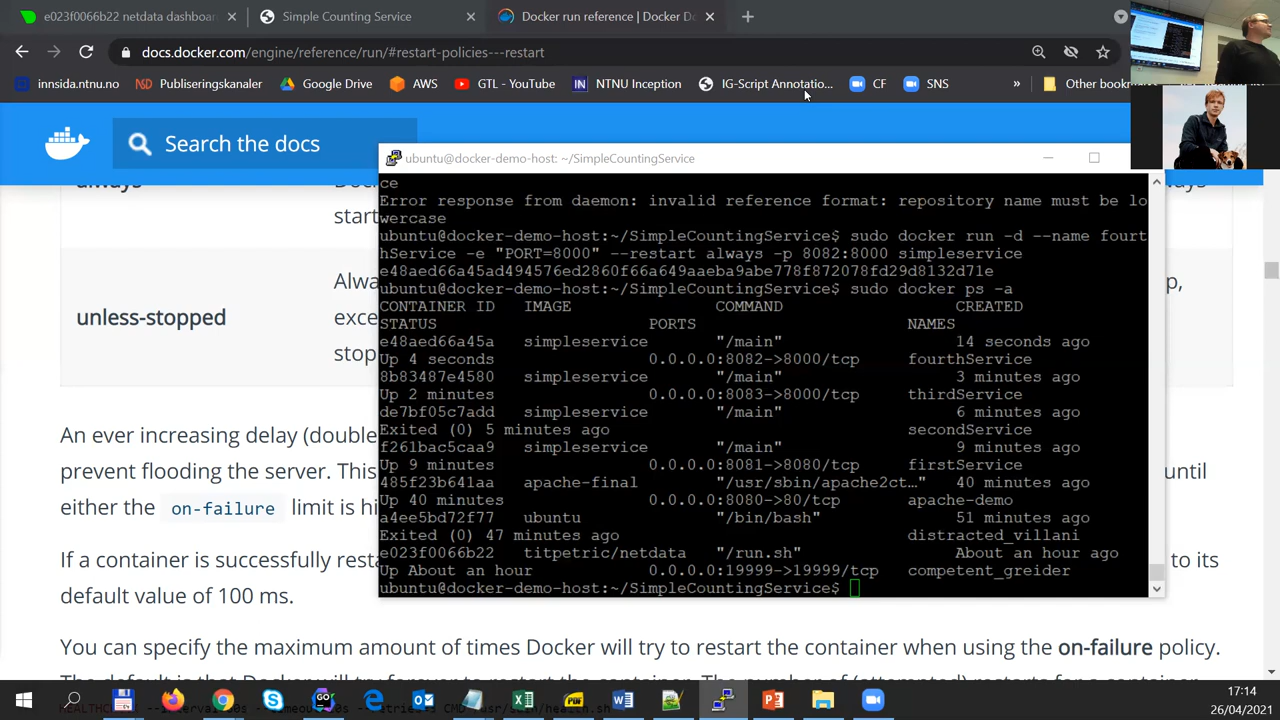 e023f0066b22 netdata dashboar
Simple Counting Service
Docker run reference | Docker Do
docs.docker.com/engine/reference/run/#restart-policies---restart
innsida.ntnu.no
Publiseringskanaler
Google Drive
AWS
ITL - YouTube
NTNU Inception
IG-Script Annotatio...
CF
SNS
»
Other bookm
Search the docs
always
start
unless-stopped
Alwa
exce
stop
p,
An ever increasing delay (double
prevent flooding the server. This
until
either the on-failure limit is hi
If a container is successfully resta
to its
default value of 100 ms.
You can specify the maximum amount of times Docker will try to restart the container when using the on-failure policy.
ubuntu@docker-demo-host: ~/SimpleCountingService
ce
Error response from daemon: invalid reference format: repository name must be lo
wercase
ubuntu@docker-demo-host:~/SimpleCountingService$ sudo docker run -d --name fourt
hService -e "PORT=8000" --restart always -p 8082:8000 simpleservice
e48aed66a45ad494576ed2860f66a649aaeba9abe778f872078fd29d8132d71e
ubuntu@docker-demo-host:~/SimpleCountingService$ sudo docker ps -a
CONTAINER ID IMAGE COMMAND CREATED
STATUS PORTS NAMES
e48aed66a45a simpleservice "/main" 14 seconds ago
Up 4 seconds 0.0.0.0:8082->8000/tcp fourthService
8b83487e4580 simpleservice "/main" 3 minutes ago
Up 2 minutes 0.0.0.0:8083->8000/tcp thirdService
de7bf05c7add simpleservice "/main" 6 minutes ago
Exited (0) 5 minutes ago secondService
f261bac5caa9 simpleservice "/main" 9 minutes ago
Up 9 minutes 0.0.0.0:8081->8080/tcp firstService
485f23b641aa apache-final "/usr/sbin/apache2ct…" 40 minutes ago
Up 40 minutes 0.0.0.0:8080->80/tcp apache-demo
a4ee5bd72f77 ubuntu "/bin/bash" 51 minutes ago
Exited (0) 47 minutes ago distracted_villani
e023f0066b22 titpetric/netdata "/run.sh" About an hour ago
Up About an hour 0.0.0.0:19999->19999/tcp competent_greider
ubuntu@docker-demo-host:~/SimpleCountingService$
17:14
26/04/2021